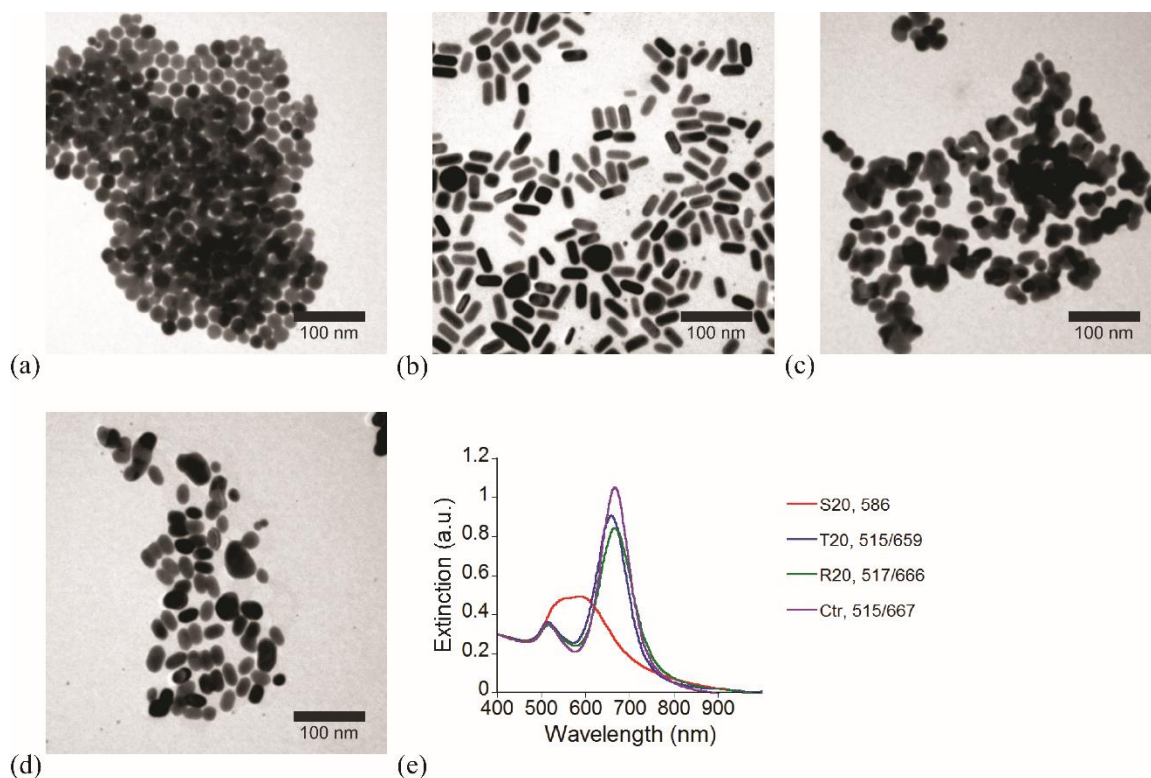 100 nm
100 nm
100 nm
(a)
(b)
(c)
100 nm
1.2
1
0.8
0.6
0.4
0.2
0
Extinction (a.u.)
400 500 600 700 800 900
Wavelength (nm)
S20, 586
T20, 515/659
R20, 517/666
Ctr, 515/667
(d)
(e)